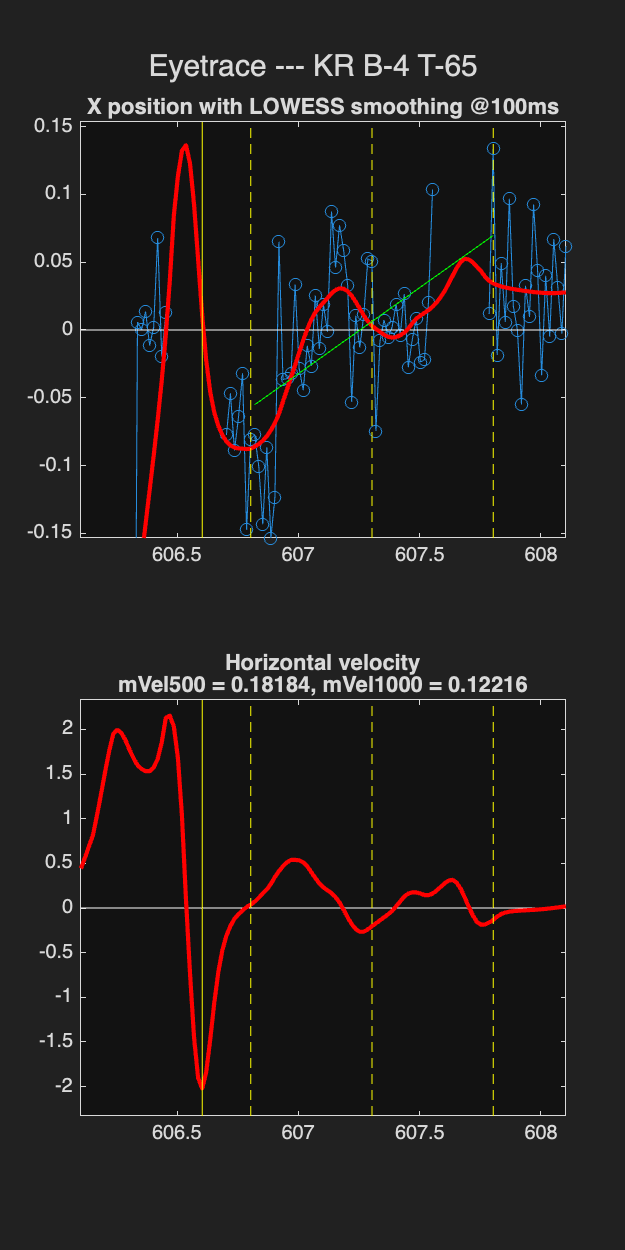 Eyetrace --- KR B-4 T-65
X position with LOWESS smoothing @100ms
0.15
0.1
0.05
0
-0.05
-0.1
-0.15
606.5 607 607.5 608
Horizontal velocity
mVel500 = 0.18184, mVel1000 = 0.12216
2
1.5
1
0.5
0
-0.5
-1
-1.5
-2
606.5 607 607.5 608